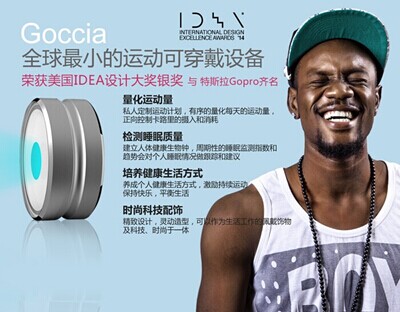 Goccia
IDEA
INTERNATIONAL DESIGN
EXCELLENCE AWARDS '14
全球最小的运动可穿戴设备
荣获美国IDEA设计大奖银奖 与 特斯拉Gopro齐名
量化运动量
私人定制运动计划，有序的量化每天的运动量，
正向控制卡路里的摄入和消耗
检测睡眠质量
建立人体健康生物钟，周期性的睡眠监测指数和
趋势会对个人睡眠情况做跟踪和建议
培养健康生活方式
养成个人健康生活方式，激励持续运动，
保持快乐，平衡生活
时尚科技配饰
精致设计，灵动造型，可以作为生活工作的佩戴饰物
及科技、时尚于一体
BOY